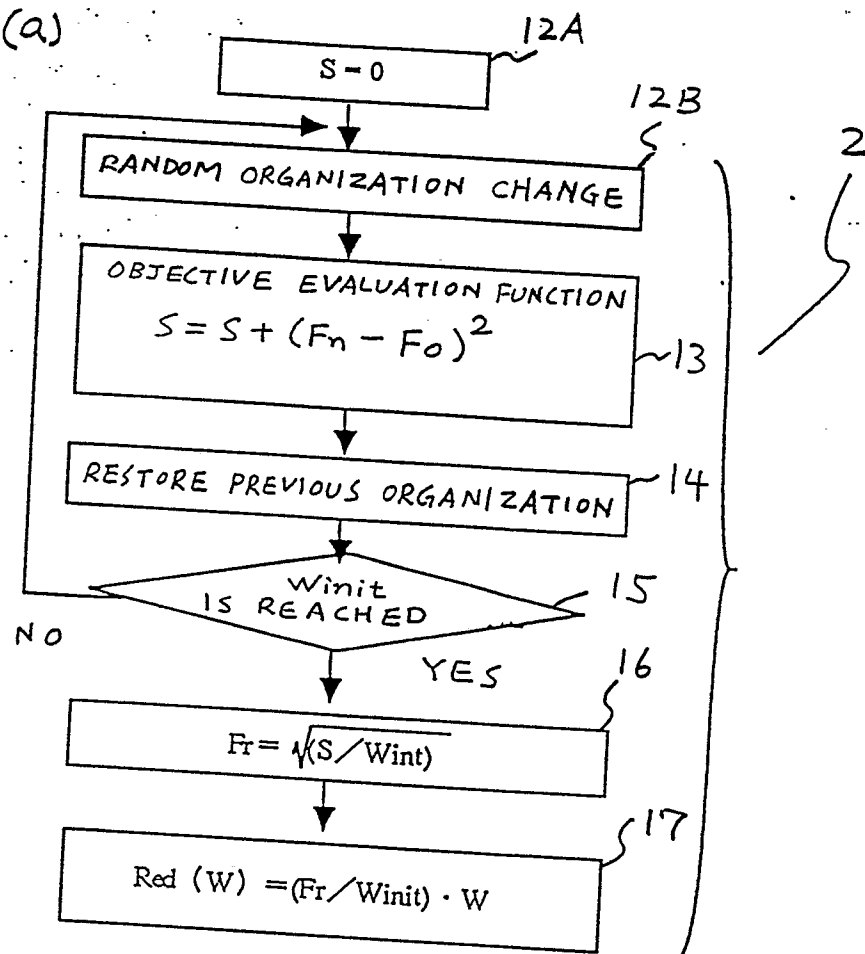 (a)
12A
S = 0
12B
2
RANDOM ORGANIZATION CHANGE
OBJECTIVE EVALUATION FUNCTION
S = S + (Fn - Fo)²
13
RESTORE PREVIOUS ORGANIZATION
14
Winit
IS REACHED
15
NO
YES
16
Fr = √(S/Wint)
17
Red (W) = (Fr/Winit) · W